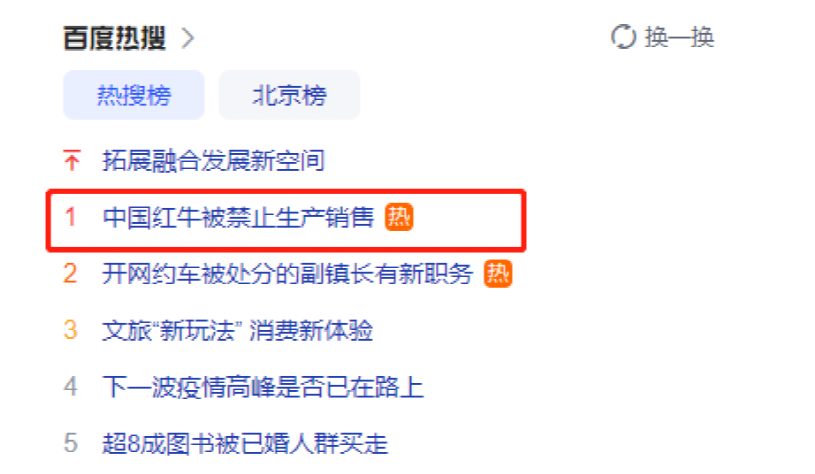 百度热搜 >
换一换
热搜榜 北京榜
拓展融合发展新空间
1 中国红牛被禁止生产销售 热
2 开网约车被处分的副镇长有新职务 热
3 文旅“新玩法” 消费新体验
4 下一波疫情高峰是否已在路上
5 超8成图书被已婚人群买走